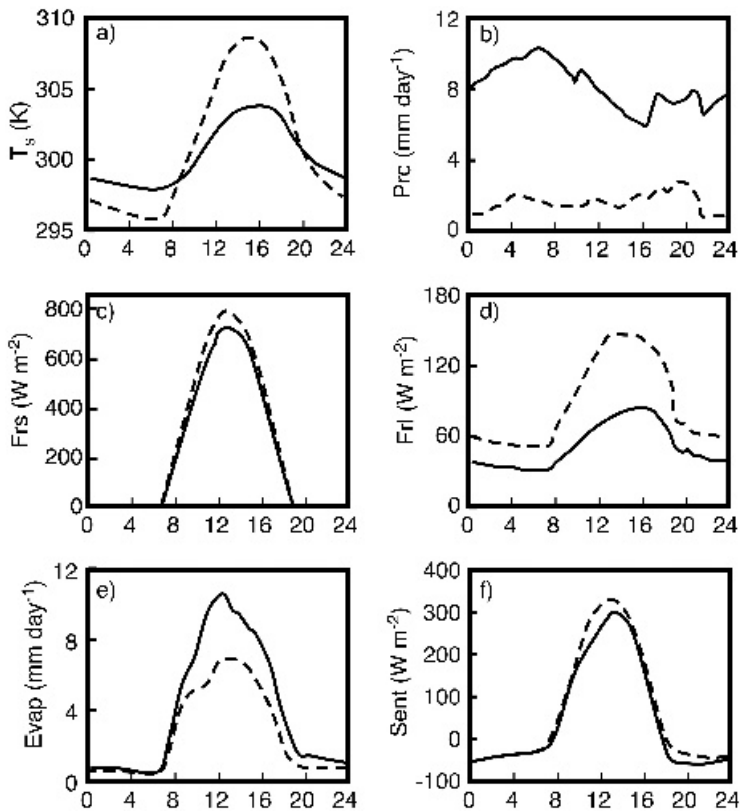 a)
310
305
300
295
T_s (K)
0 4 8 12 16 20 24
b)
12
8
4
0
Prc (mm day⁻¹)
0 4 8 12 16 20 24
c)
800
600
400
200
0
Frs (W m⁻²)
0 4 8 12 16 20 24
d)
180
120
60
0
Frl (W m⁻²)
0 4 8 12 16 20 24
e)
12
8
4
0
Evap (mm day⁻¹)
0 4 8 12 16 20 24
f)
400
300
200
100
0
-100
Sent (W m⁻²)
0 4 8 12 16 20 24